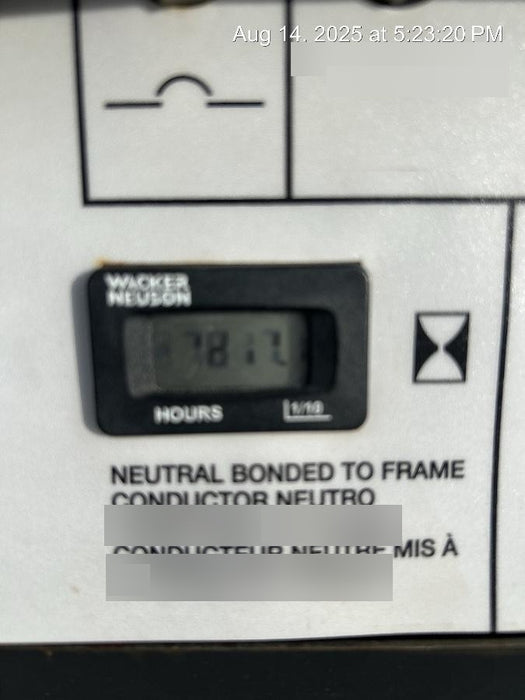 Aug 14, 2025 at 5:23:20 PM
WACKER
NEUSON
HOURS 1/10
NEUTRAL BONDED TO FRAME
CONDUCTOR NEUTRO
CONDUCTEUR NEUTRE MIS À